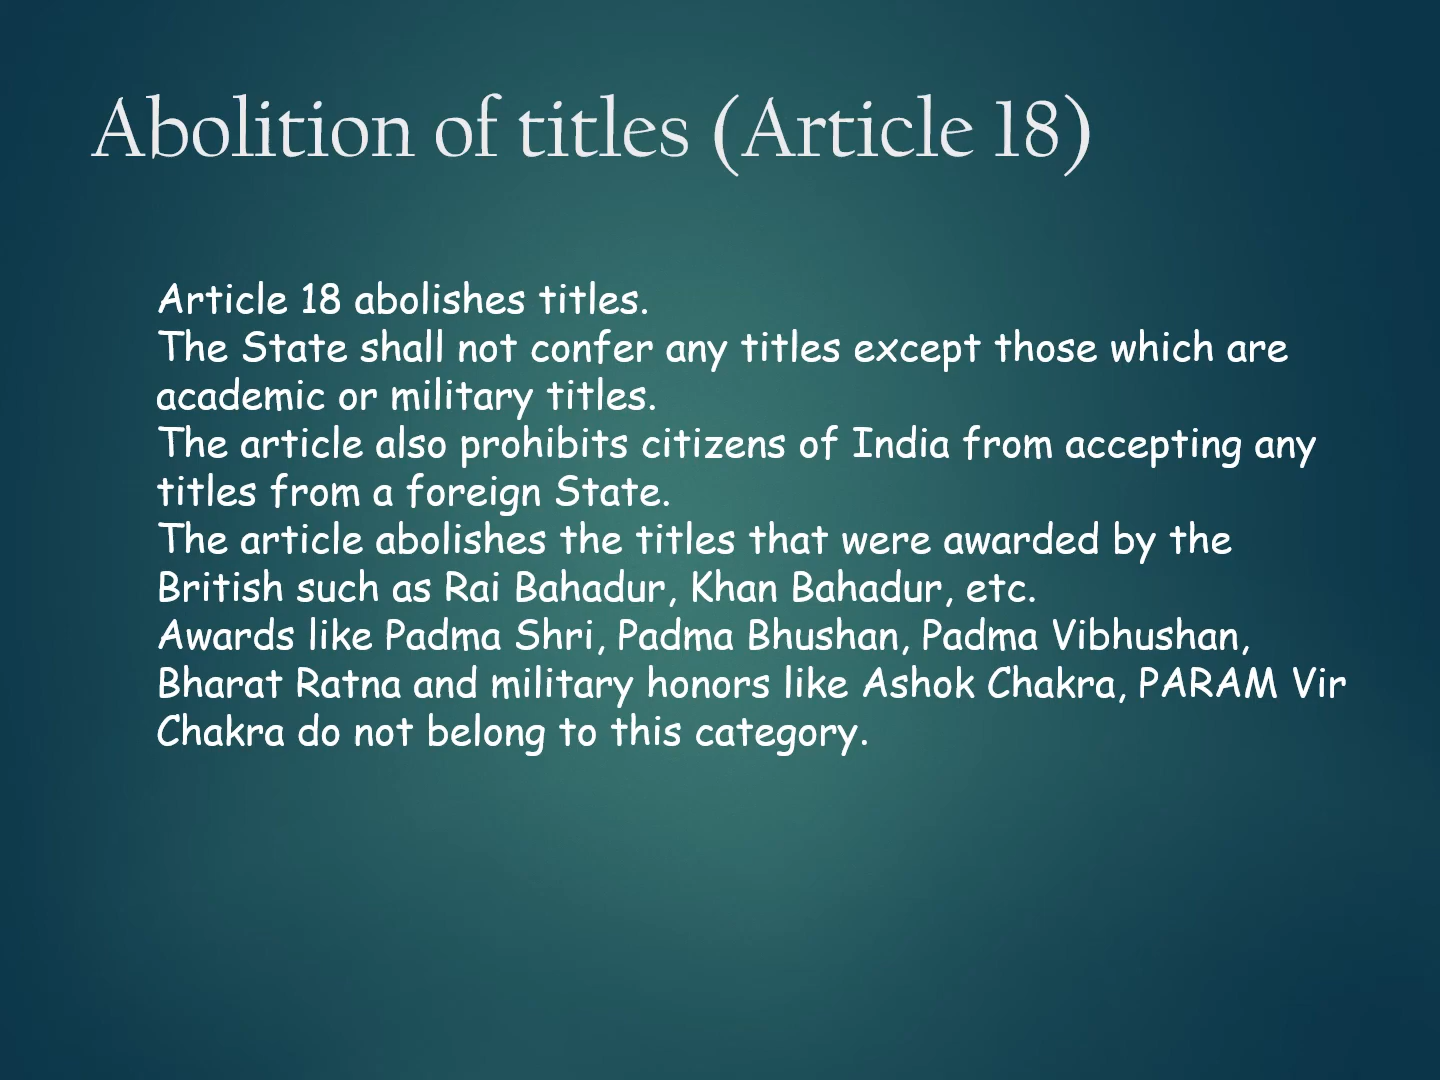 Abolition of titles (Article 18)
Article 18 abolishes titles.
The State shall not confer any titles except those which are
academic or military titles.
The article also prohibits citizens of India from accepting any
titles from a foreign State.
The article abolishes the titles that were awarded by the
British such as Rai Bahadur, Khan Bahadur, etc.
Awards like Padma Shri, Padma Bhushan, Padma Vibhushan,
Bharat Ratna and military honors like Ashok Chakra, PARAM Vir
Chakra do not belong to this category.